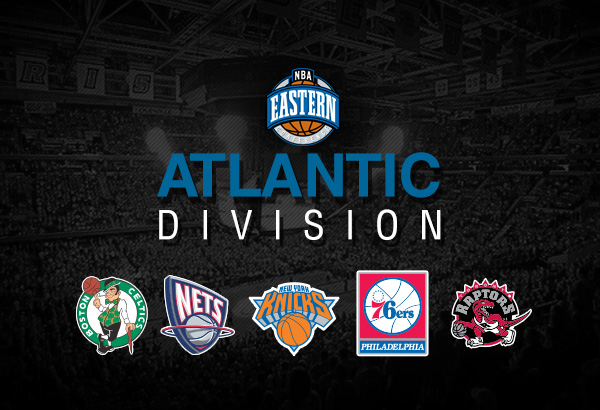 NBA
EASTERN
ATLANTIC
DIVISION
BOSTON CELTICS
NETS
NEW YORK
KNICKS
76ers
PHILADELPHIA
RAPTORS